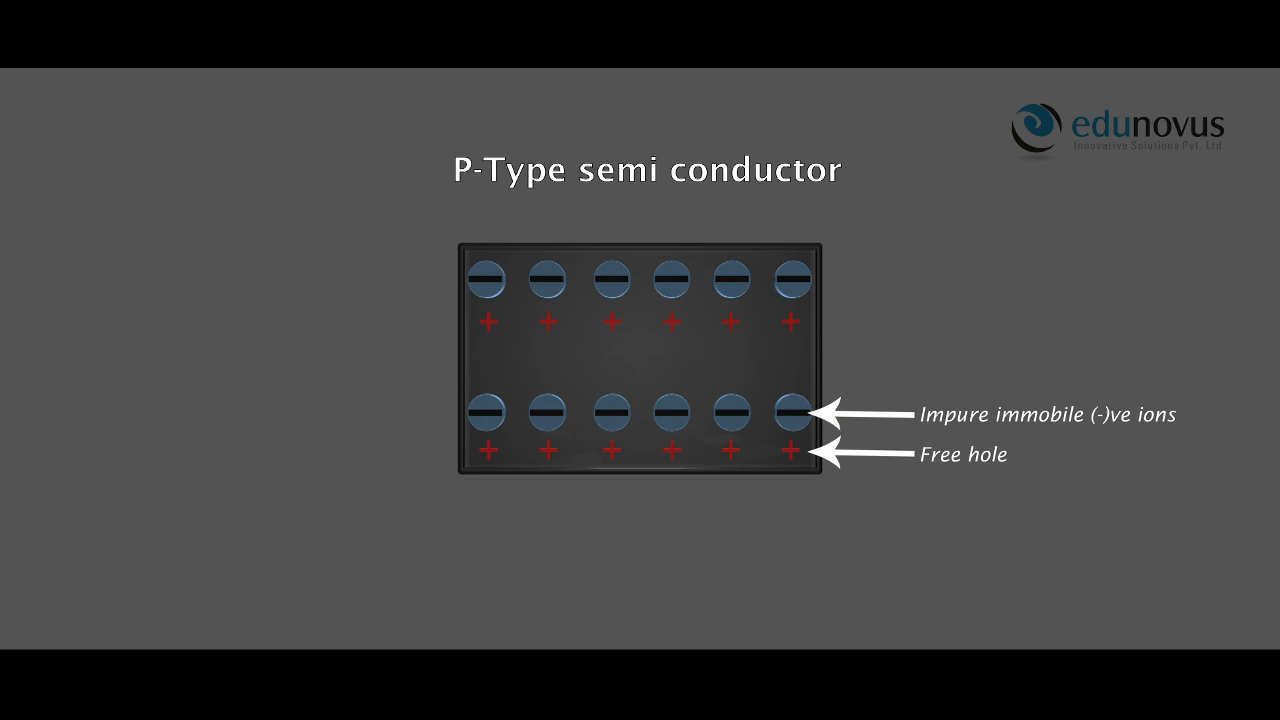 edunovus
Innovative Solutions Pvt. Ltd
P-Type semi conductor
Impure immobile (-)ve ions
Free hole